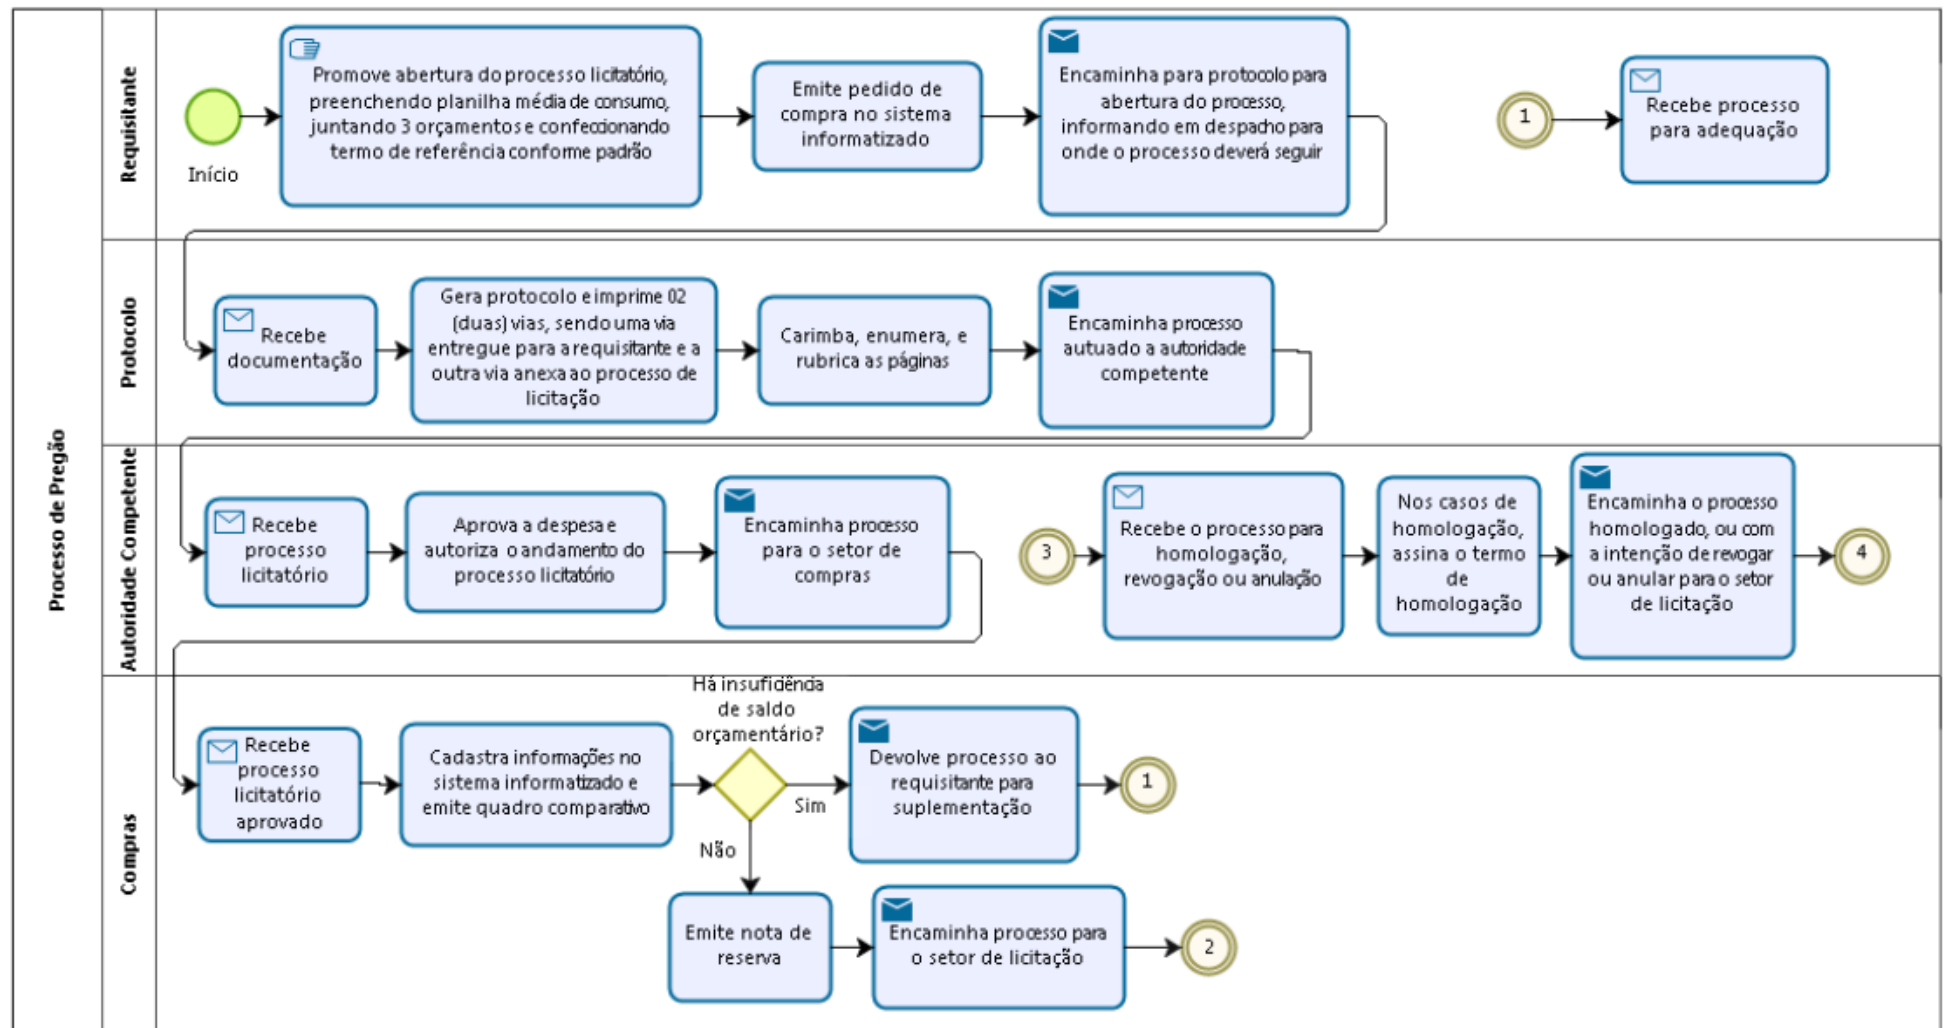 Processo de Pregão
Requisitante
Início
Promove abertura do processo licitatório,
preenchendo planilha média de consumo,
juntando 3 orçamentos e confeccionando
termo de referência conforme padrão
Emite pedido de
compra no sistema
informatizado
Encaminha para protocolo para
abertura do processo,
informando em despacho para
onde o processo deverá seguir
1
Recebe processo
para adequação
Protocolo
Recebe
documentação
Gera protocolo e imprime 02
(duas) vias, sendo uma via
entregue para a requisitante e a
outra via anexa ao processo de
licitação
Carimba, enumera, e
rubrica as páginas
Encaminha processo
autuado a autoridade
competente
Autoridade Competente
Recebe
processo
licitatório
Aprova a despesa e
autoriza o andamento do
processo licitatório
Encaminha processo
para o setor de
compras
3
Recebe o processo para
homologação,
revogação ou anulação
Nos casos de
homologação,
assina o termo
de
homologação
Encaminha o processo
homologado, ou com
a intenção de revogar
ou anular para o setor
de licitação
4
Compras
Recebe
processo
licitatório
aprovado
Cadastra informações no
sistema informatizado e
emite quadro comparativo
Há insuficiência
de saldo
orçamentário?
Sim
Não
Devolve processo ao
requisitante para
suplementação
1
Emite nota de
reserva
Encaminha processo para
o setor de licitação
2